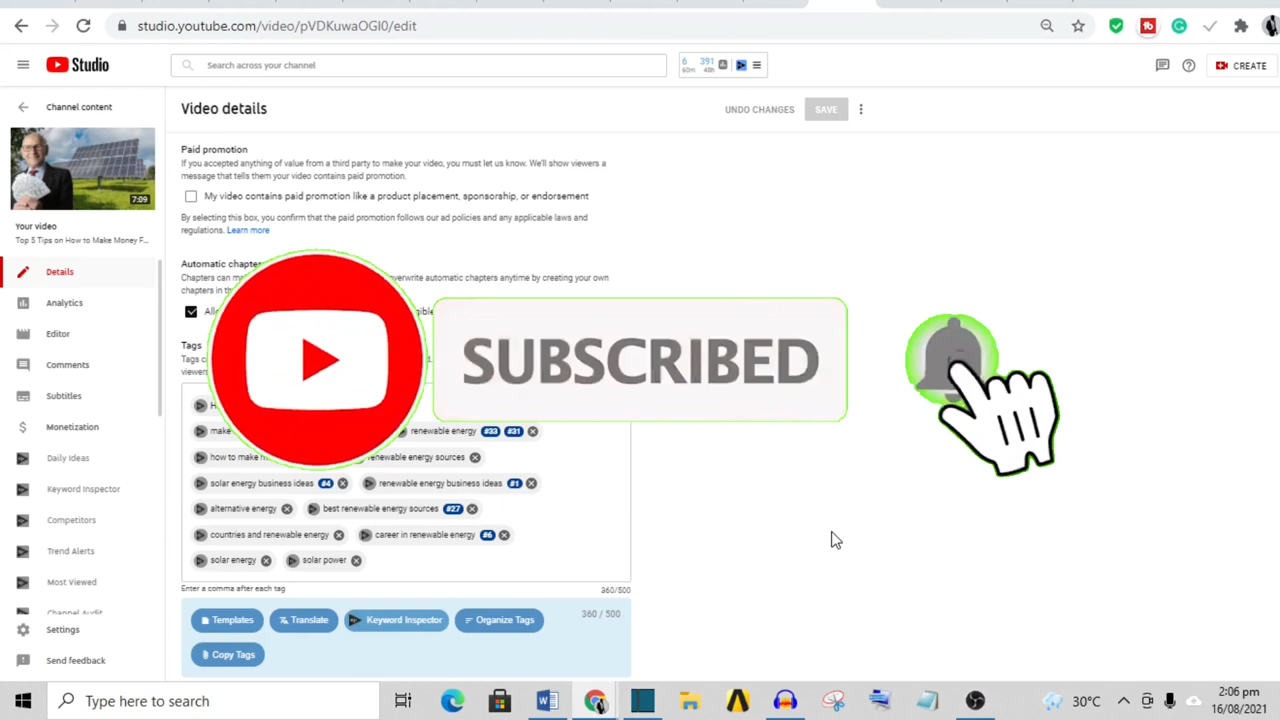 studio.youtube.com/video/pVDKuwaOGI0/edit
Studio
Search across your channel
6 391
60m 48h
CREATE
Channel content
Video details
UNDO CHANGES
SAVE
7:09
Your video
Top 5 Tips on How to Make Money F...
Details
Analytics
Editor
Comments
Subtitles
Monetization
Daily Ideas
Keyword Inspector
Competitors
Trend Alerts
Most Viewed
Channel Audit
Settings
Send feedback
Paid promotion
If you accepted anything of value from a third party to make your video, you must let us know. We'll show viewers a
message that tells them your video contains paid promotion.
My video contains paid promotion like a product placement, sponsorship, or endorsement
By selecting this box, you confirm that the paid promotion follows our ad policies and any applicable laws and
regulations. Learn more
Automatic chapters
Chapters can overwrite automatic chapters anytime by creating your own
chapters in
Tags
SUBSCRIBED
make renewable energy #33 #31
how to make renewable energy sources
solar energy business ideas #4 renewable energy business ideas #1
alternative energy best renewable energy sources #27
countries and renewable energy career in renewable energy #6
solar energy solar power
Enter a comma after each tag 360/500
Templates Translate Keyword Inspector Organize Tags 360 / 500
Copy Tags
Type here to search
30°C
2:06 pm
16/08/2021